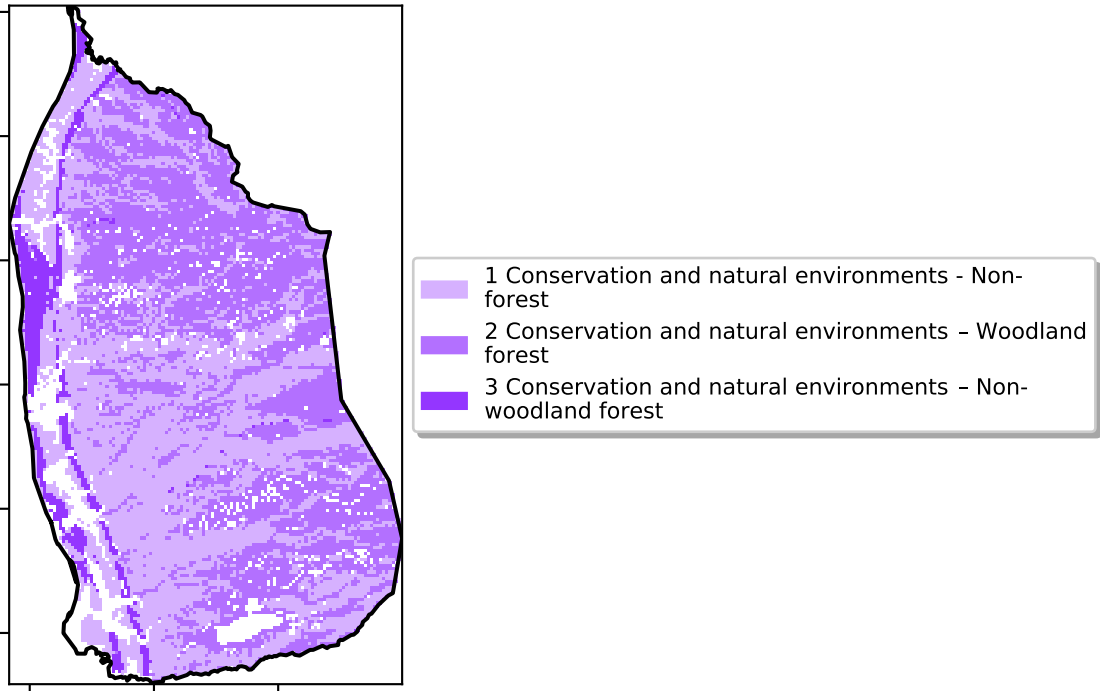 1 Conservation and natural environments - Non-
forest
2 Conservation and natural environments – Woodland
forest
3 Conservation and natural environments – Non-
woodland forest